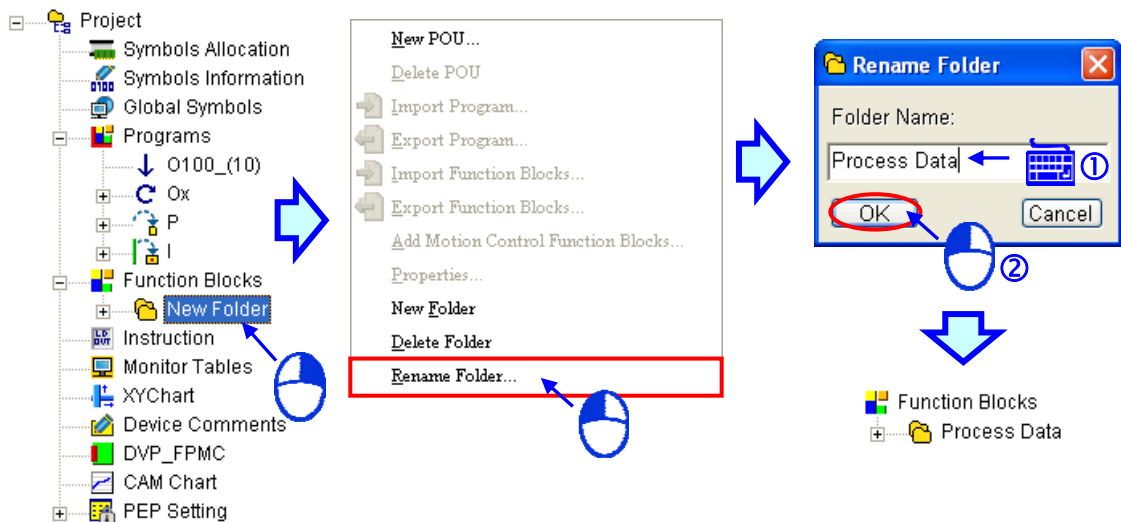 Project
Symbols Allocation
Symbols Information
Global Symbols
Programs
O100_(10)
Ox
P
I
Function Blocks
New Folder
Instruction
Monitor Tables
XYChart
Device Comments
DVP_FPMC
CAM Chart
PEP Setting
New POU...
Delete POU
Import Program...
Export Program...
Import Function Blocks...
Export Function Blocks...
Add Motion Control Function Blocks...
Properties...
New Folder
Delete Folder
Rename Folder...
Rename Folder
Folder Name:
Process Data
①
OK
Cancel
②
Function Blocks
Process Data